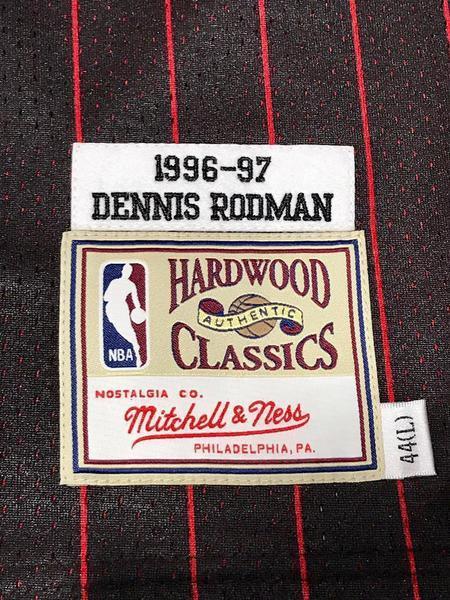 1996-97
DENNIS RODMAN
HARDWOOD
AUTHENTIC
CLASSICS
NBA
NOSTALGIA CO.
Mitchell & Ness
PHILADELPHIA, PA.
44(L)